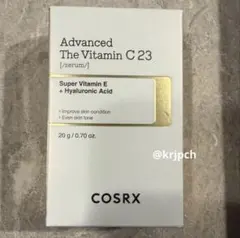 Advanced
The Vitamin C 23
[/serum/]
Super Vitamin E
+ Hyaluronic Acid
• Improve skin condition
• Even skin tone
20 g / 0.70 oz.
@krjpch
COSRX